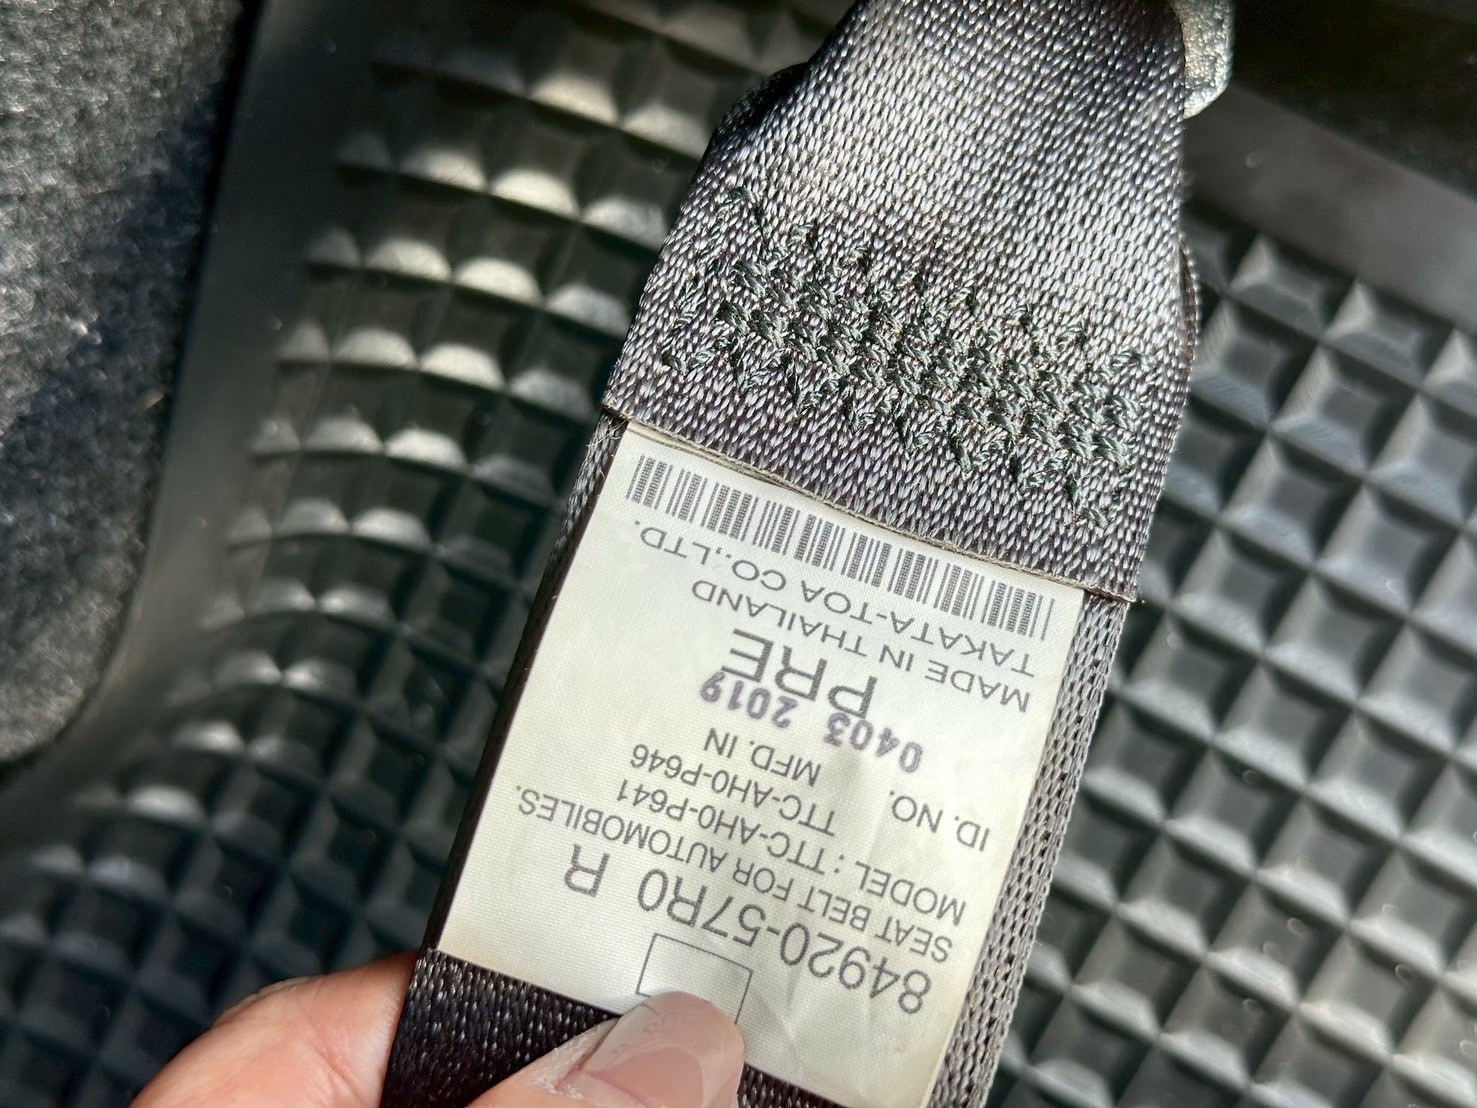 84920-57R0 R
SEAT BELT FOR AUTOMOBILES.
MODEL : TTC-AH0-P641
TTC-AH0-P646
ID. NO. MFD. IN
0403 2019
PRE
MADE IN THAILAND
TAKATA-TOA CO.,LTD.